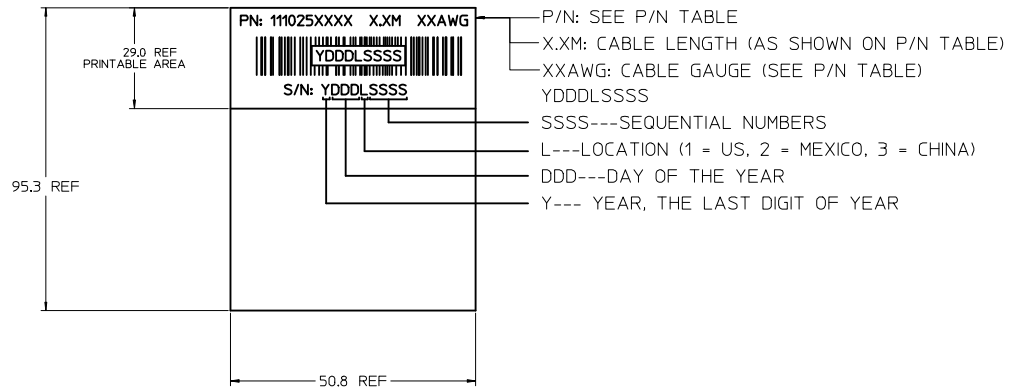 PN: 111025XXXX X.XM XXAWG
YDDDLSSSS
S/N: YDDDLSSSS
29.0 REF
PRINTABLE AREA
95.3 REF
50.8 REF
P/N: SEE P/N TABLE
X.XM: CABLE LENGTH (AS SHOWN ON P/N TABLE)
XXAWG: CABLE GAUGE (SEE P/N TABLE)
YDDDLSSSS
SSSS---SEQUENTIAL NUMBERS
L---LOCATION (1 = US, 2 = MEXICO, 3 = CHINA)
DDD---DAY OF THE YEAR
Y--- YEAR, THE LAST DIGIT OF YEAR